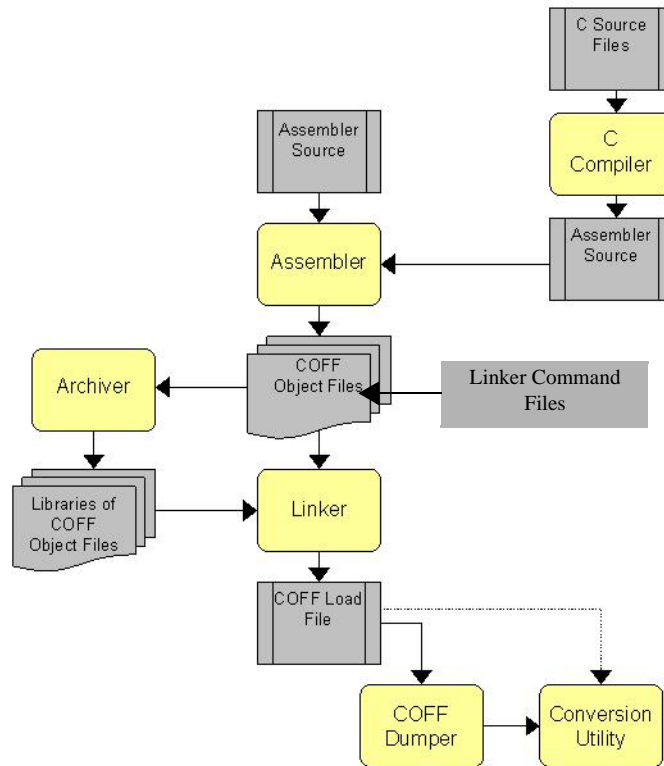 C Source
Files
C
Compiler
Assembler
Source
Assembler
Source
Assembler
COFF
Object Files
Linker Command
Files
Archiver
Libraries of
COFF
Object Files
Linker
COFF Load
File
COFF
Dumper
Conversion
Utility